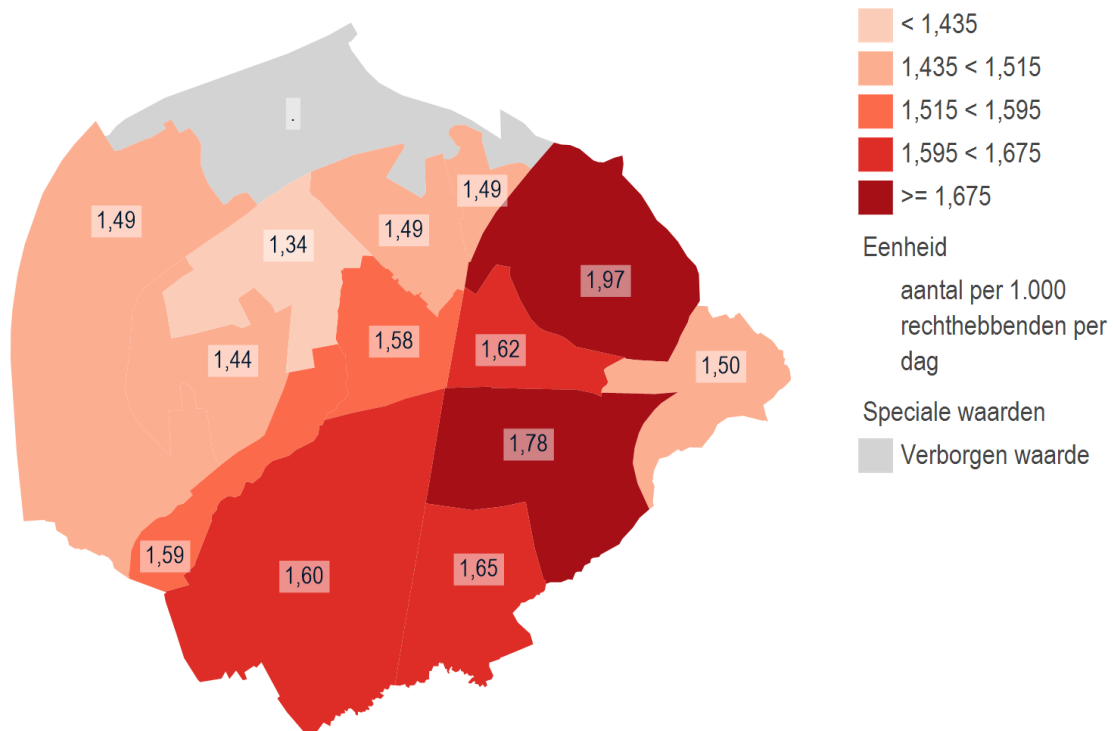 .
1,49
1,34
1,49
1,49
1,97
1,58
1,62
1,50
1,44
1,78
1,59
1,60
1,65
< 1,435
1,435 < 1,515
1,515 < 1,595
1,595 < 1,675
>= 1,675
Eenheid
aantal per 1.000
rechthebbenden per
dag
Speciale waarden
Verborgen waarde